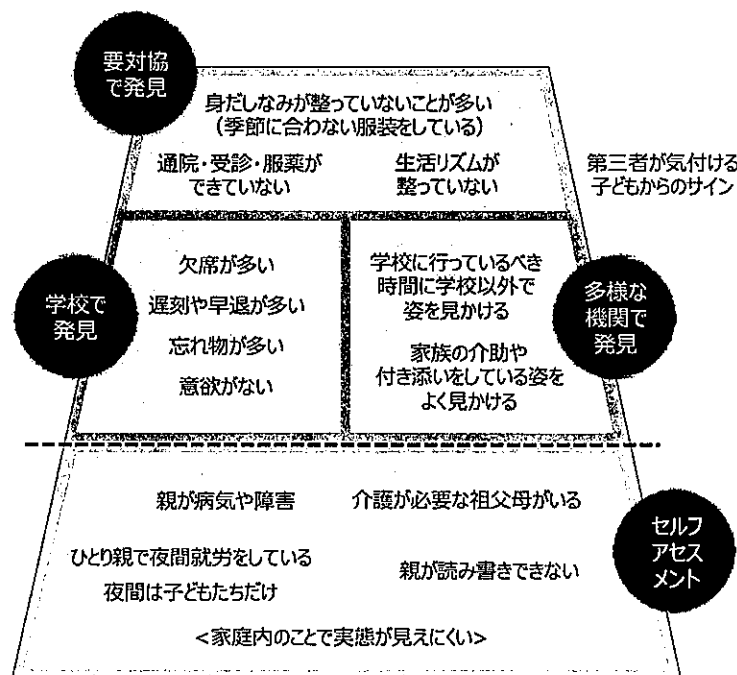 要対協
で発見
身だしなみが整っていないことが多い
（季節に合わない服装をしている）
通院・受診・服薬が
できていない
生活リズムが
整っていない
第三者が気付ける
子どもからのサイン
学校で
発見
欠席が多い
遅刻や早退が多い
忘れ物が多い
意欲がない
学校に行っているべき
時間に学校以外で
姿を見かける
家族の介助や
付き添いをしている姿を
よく見かける
多様な
機関で
発見
親が病気や障害
介護が必要な祖父母がいる
ひとり親で夜間就労をしている
夜間は子どもたちだけ
親が読み書きできない
<家庭内のことで実態が見えにくい>
セルフ
アセス
メント